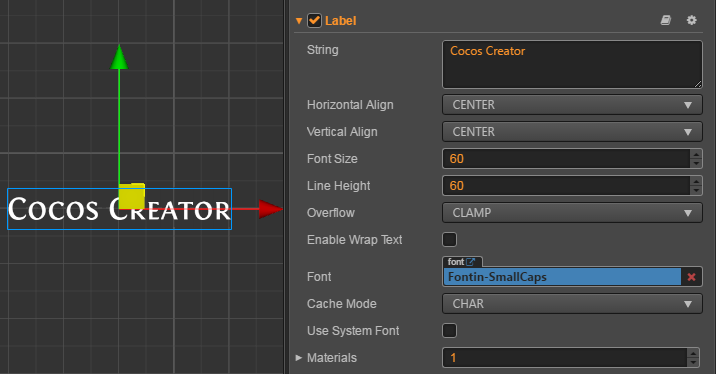 Cocos Creator
Label
String
Cocos Creator
Horizontal Align
CENTER
Vertical Align
CENTER
Font Size
60
Line Height
60
Overflow
CLAMP
Enable Wrap Text
font
Font
Fontin-SmallCaps
Cache Mode
CHAR
Use System Font
Materials
1